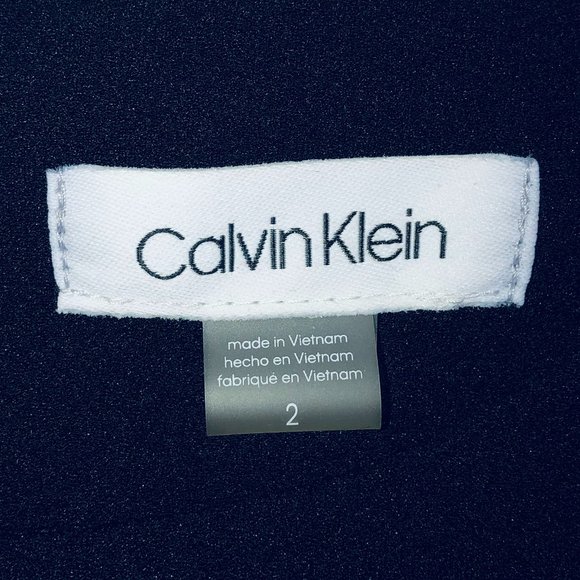 Calvin Klein
made in Vietnam
hecho en Vietnam
fabriqué en Vietnam
2